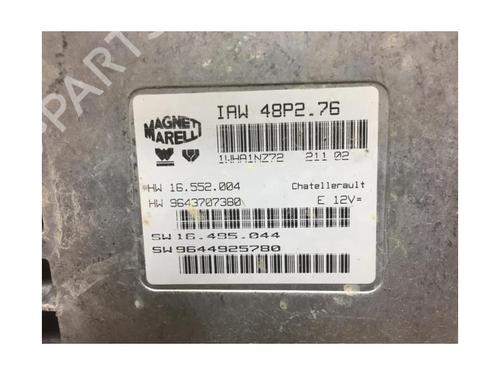 PARTS
MAGNETI
MARELLI
IAW 48P2.76
1WHA1NZ72 211 02
HW 16.552.004 Chatellerault
HW 9643707380 E 12V=
SW 16.495.044
SW 9644925780